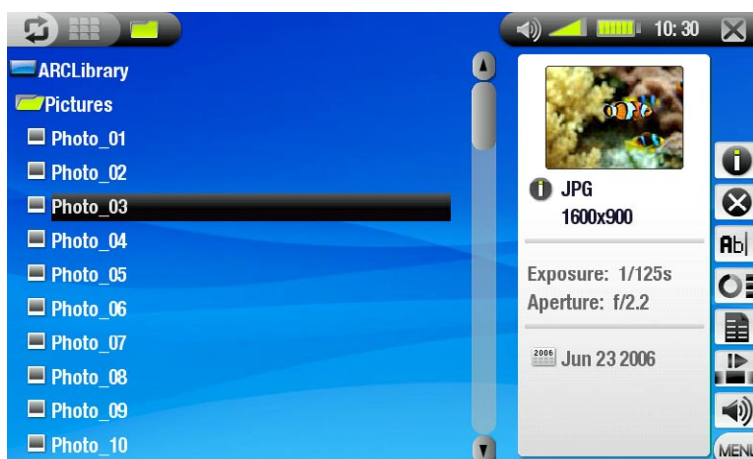 10:30
ARCLibrary
Pictures
Photo_01
Photo_02
Photo_03
Photo_04
Photo_05
Photo_06
Photo_07
Photo_08
Photo_09
Photo_10
JPG
1600x900
Exposure: 1/125s
Aperture: f/2.2
2006 Jun 23 2006
Ab
MENU